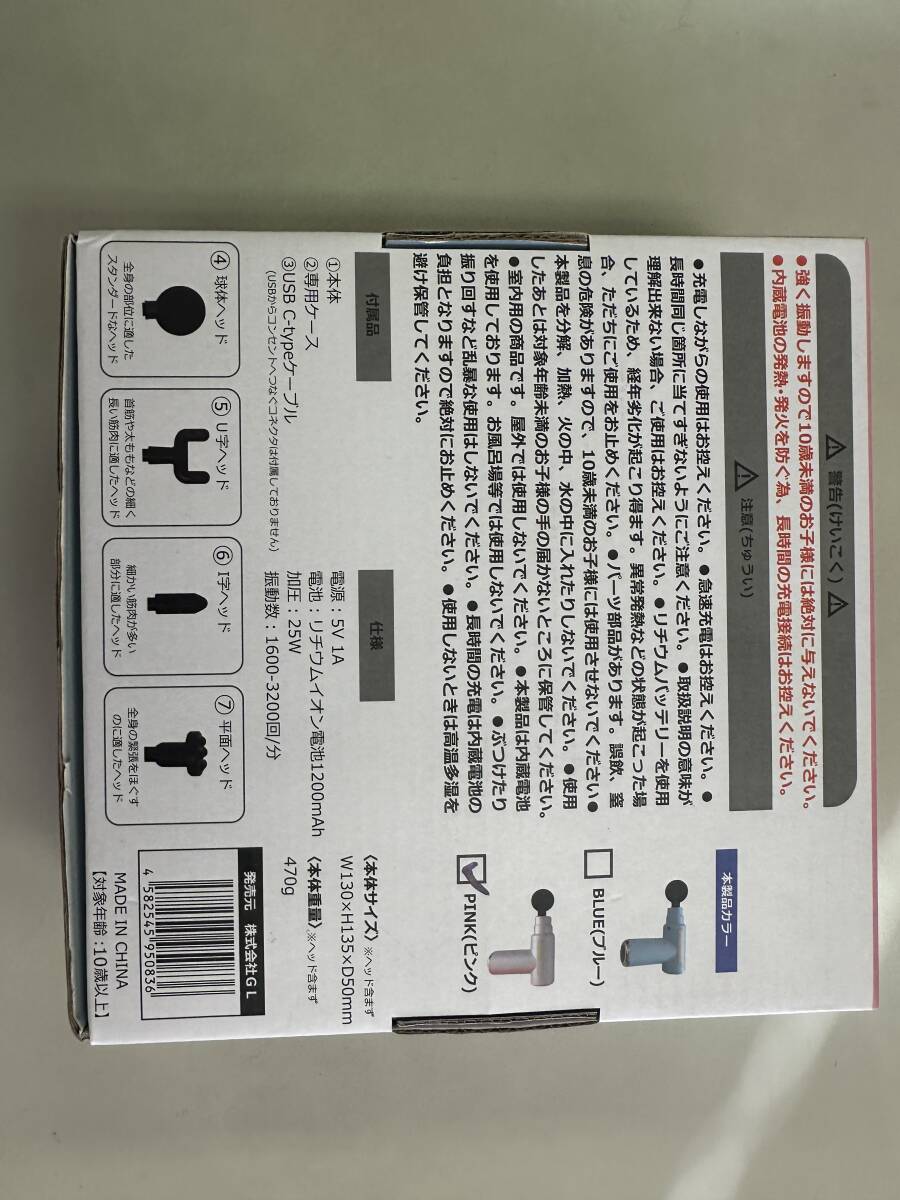 ⚠ 警告(けいこく) ⚠
●強く振動しますので10歳未満のお子様には絶対に与えないでください。
●内蔵電池の発熱・発火を防ぐ為、長時間の充電接続はお控えください。
⚠ 注意(ちゅうい)
●充電しながらの使用はお控えください。●急速充電はお控えください。●
長時間同じ箇所に当てすぎないようにご注意ください。●取扱説明の意味が
理解出来ない場合、ご使用はお控えください。●リチウムバッテリーを使用
しているため、経年劣化が起こり得ます。異常発熱などの状態が起こった場
合、ただちにご使用をお止めください。●パーツ部品があります。誤飲、窒
息の危険がありますので、10歳未満のお子様には使用させないでください●
本製品を分解、加熱、火の中、水の中に入れたりしないでください。●使用
したあとは対象年齢未満のお子様の手の届かないところに保管してください。
●室内用の商品です。屋外では使用しないでください。●本製品は内蔵電池
を使用しております。お風呂場等では使用しないでください。●ぶつけたり
振り回すなど乱暴な使用はしないでください。●長時間の充電は内蔵電池の
負担となりますので絶対にお止めください。●使用しないときは高温多湿を
避け保管してください。
付属品
①本体
②専用ケース
③USB C-typeケーブル
(USBからコンセントへつなぐコネクタは付属しておりません)
仕様
電源：5V 1A
電池：リチウムイオン電池1200mAh
加圧：25W
振動数：1600-3200回/分
④ 球体ヘッド
全身の部位に適した
スタンダードなヘッド
⑤ U字ヘッド
首筋や太ももなどの細く
長い筋肉に適したヘッド
⑥ I字ヘッド
細かい筋肉が多い
部分に適したヘッド
⑦ 平面ヘッド
全身の緊張をほぐす
のに適したヘッド
本製品カラー
BLUE(ブルー)
PINK(ピンク)
〈本体サイズ〉※ヘッド含まず
W130×H135×D50mm
〈本体重量〉※ヘッド含まず
470g
発売元 株式会社GL
4 582545 950836
MADE IN CHINA
【対象年齢:10歳以上】